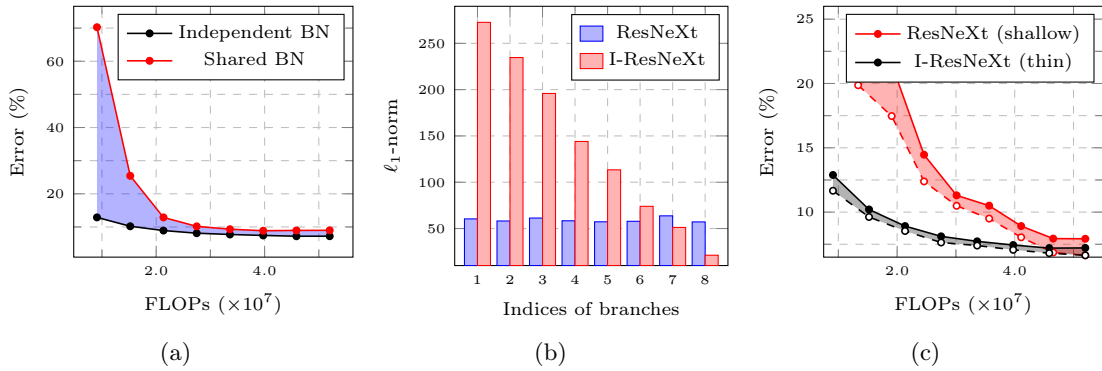 Error (%)
60
40
20
2.0
4.0
FLOPs (×10⁷)
Independent BN
Shared BN
(a)
ℓ₁-norm
250
200
150
100
50
1 2 3 4 5 6 7 8
Indices of branches
ResNeXt
I-ResNeXt
(b)
Error (%)
25
20
15
10
2.0
4.0
FLOPs (×10⁷)
ResNeXt (shallow)
I-ResNeXt (thin)
(c)